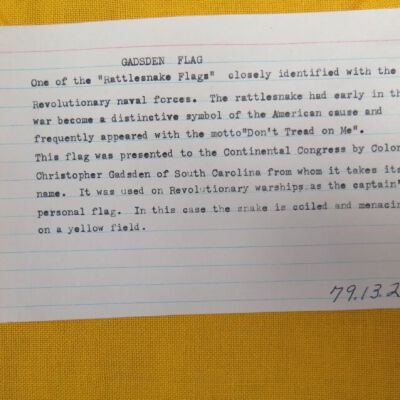 GADSDEN FLAG
One of the "Rattlesnake Flags" closely identified with the
Revolutionary naval forces. The rattlesnake had early in th
war become a distinctive symbol of the American cause and
frequently appeared with the motto"Don't Tread on Me".
This flag was presented to the Continental Congress by Colon
Christopher Gadsden of South Carolina from whom it takes its
name. It was used on Revolutionary warships as the captain'
personal flag. In this case the snake is coiled and menacin
on a yellow field.
79.13.2